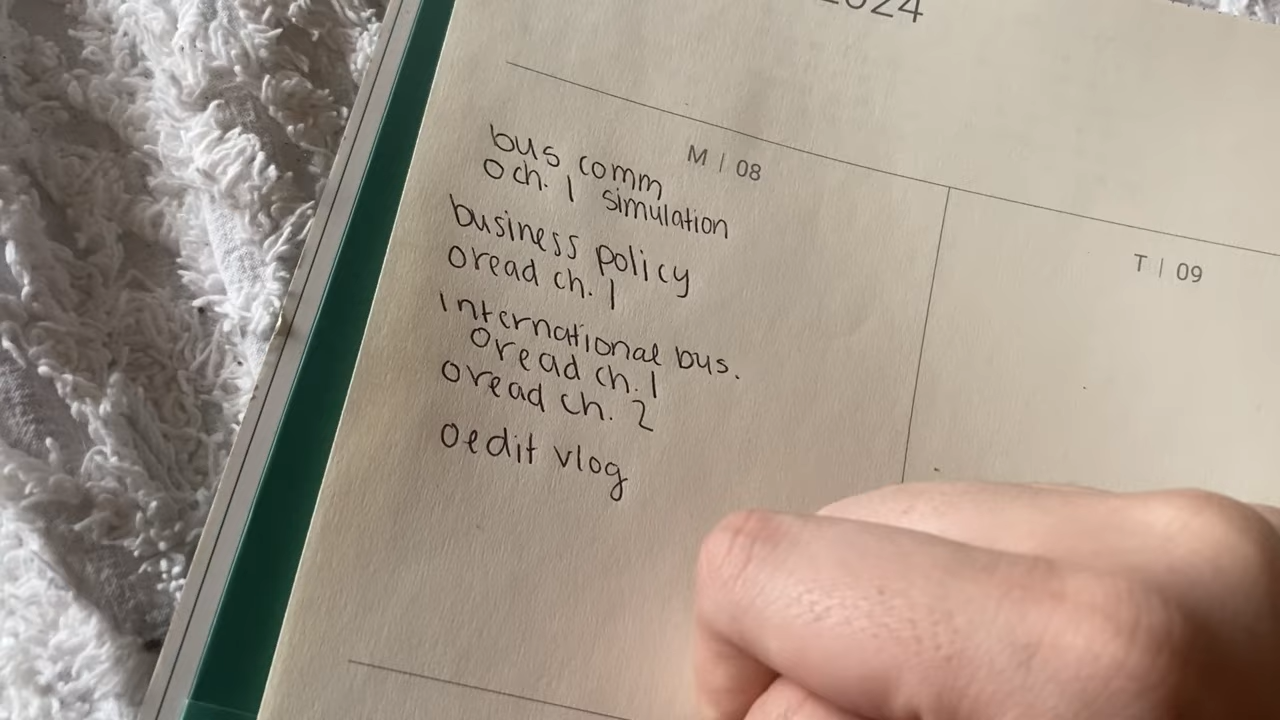 2024
M | 08
bus comm
o ch. 1 simulation
business policy
o read ch. 1
International bus.
o read ch. 1
o read ch. 2
o edit vlog
T | 09